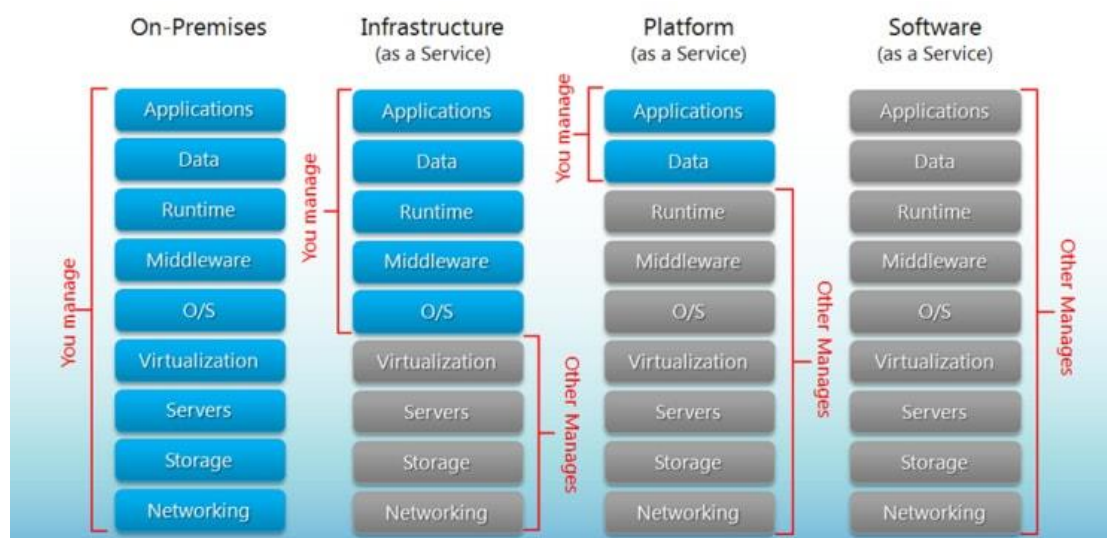 On-Premises
You manage
Applications
Data
Runtime
Middleware
O/S
Virtualization
Servers
Storage
Networking
Infrastructure
(as a Service)
You manage
Applications
Data
Runtime
Middleware
O/S
Virtualization
Servers
Storage
Networking
Other Manages
Platform
(as a Service)
You manage
Applications
Data
Runtime
Middleware
O/S
Virtualization
Servers
Storage
Networking
Other Manages
Software
(as a Service)
Applications
Data
Runtime
Middleware
O/S
Virtualization
Servers
Storage
Networking
Other Manages